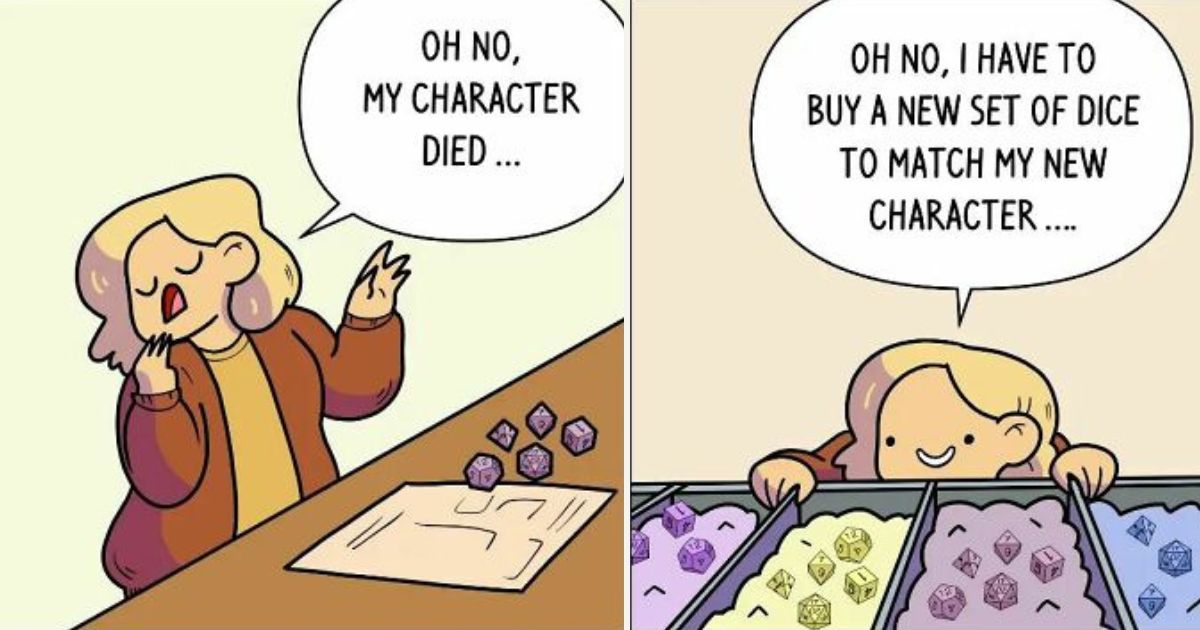 OH NO,
MY CHARACTER
DIED ...
OH NO, I HAVE TO
BUY A NEW SET OF DICE
TO MATCH MY NEW
CHARACTER ....